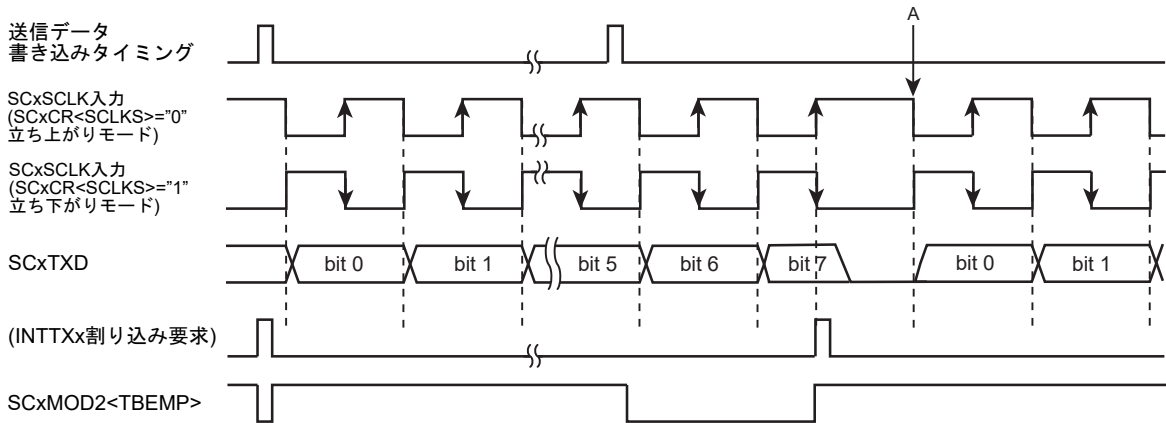 送信データ
書き込みタイミング
A
SCxSCLK入力
(SCxCR<SCLKS>="0"
立ち上がりモード)
SCxSCLK入力
(SCxCR<SCLKS>="1"
立ち下がりモード)
SCxTXD
bit 0
bit 1
bit 5
bit 6
bit 7
bit 0
bit 1
(INTTXx割り込み要求)
SCxMOD2<TBEMP>